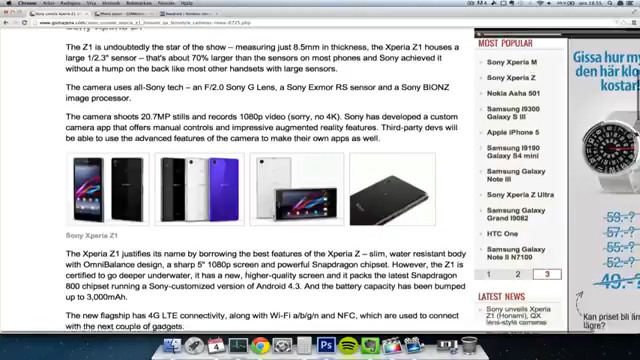 Chrome
www.gsmarena.com/
The Z1 is undoubtedly the star of the show – measuring just 8.5mm in thickness, the Xperia Z1 houses a
large 1/2.3" sensor – that's about 70% larger than the sensors on most phones and Sony achieved it
without a hump on the back like most other handsets with large sensors.
The camera uses all-Sony tech – an F/2.0 Sony G Lens, a Sony Exmor RS sensor and a Sony BIONZ
image processor.
The camera shoots 20.7MP stills and records 1080p video (sorry, no 4K). Sony has developed a custom
camera app that offers manual controls and impressive augmented reality features. Third-party devs will
be able to use the advanced features of the camera to make their own apps as well.
Sony Xperia Z1
The Xperia Z1 justifies its name by borrowing the best features of the Xperia Z – slim, water resistant body
with OmniBalance design, a sharp 5" 1080p screen and powerful Snapdragon chipset. However, the Z1 is
certified to go deeper underwater, it has a new, higher-quality screen and it packs the latest Snapdragon
800 chipset running a Sony-customized version of Android 4.3. And the battery capacity has been bumped
up to 3,000mAh.
The new flagship has 4G LTE connectivity, along with Wi-Fi a/b/g/n and NFC, which are used to connect
with the next couple of gadgets.
MOST POPULAR
Sony Xperia M
Sony Xperia Z
Nokia Asha 501
Samsung I9300
Galaxy S III
Apple iPhone 5
Samsung I9190
Galaxy S4 mini
Samsung Galaxy
Note III
Sony Xperia Z Ultra
Samsung Galaxy
Grand I9082
HTC One
Samsung Galaxy
Note II N7100
1 2 3
LATEST NEWS
Sony unveils Xperia
Z1 (Honami), QX
lens-style cameras
Gissa hur my
den här klo
kostar!
59.-?
57.-?
55.-?
52.-?
49.-?
Kan priset bli
läg
4